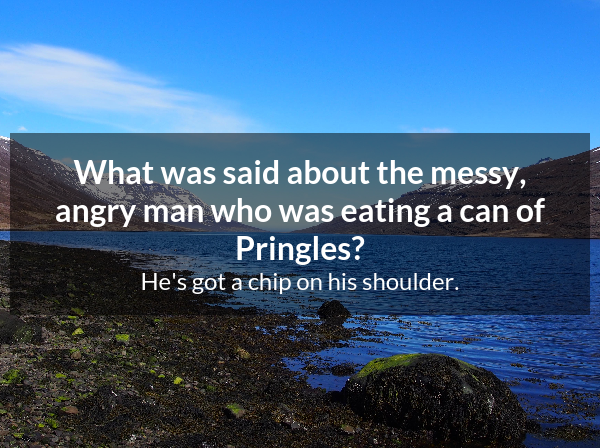 What was said about the messy,
angry man who was eating a can of
Pringles?
He's got a chip on his shoulder.